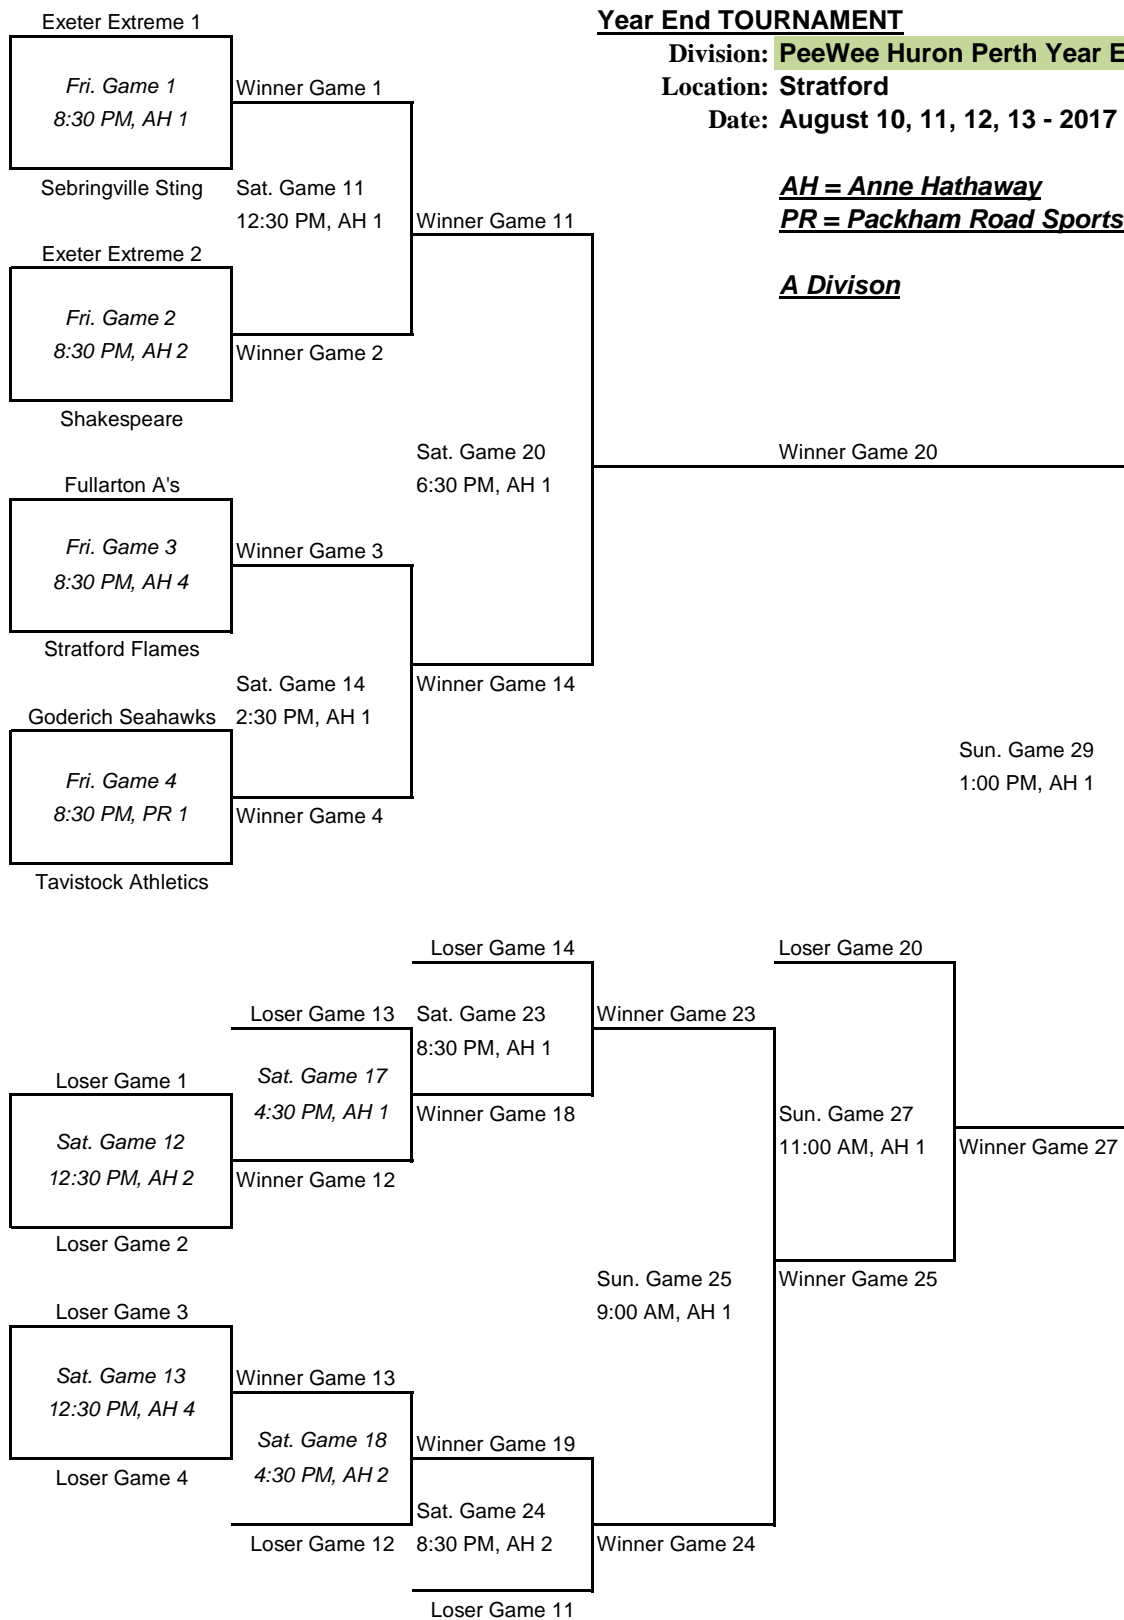 Exeter Extreme 1
Year End TOURNAMENT
Division: PeeWee Huron Perth Year E
Location: Stratford
Date: August 10, 11, 12, 13 - 2017
AH = Anne Hathaway
PR = Packham Road Sports
A Divison
Fri. Game 1
8:30 PM, AH 1
Winner Game 1
Sebringville Sting
Sat. Game 11
12:30 PM, AH 1
Winner Game 11
Exeter Extreme 2
Fri. Game 2
8:30 PM, AH 2
Winner Game 2
Shakespeare
Sat. Game 20
6:30 PM, AH 1
Winner Game 20
Fullarton A's
Fri. Game 3
8:30 PM, AH 4
Winner Game 3
Stratford Flames
Sat. Game 14
2:30 PM, AH 1
Winner Game 14
Goderich Seahawks
Fri. Game 4
8:30 PM, PR 1
Winner Game 4
Tavistock Athletics
Sun. Game 29
1:00 PM, AH 1
Loser Game 14
Loser Game 20
Loser Game 13
Sat. Game 23
8:30 PM, AH 1
Winner Game 23
Loser Game 1
Sat. Game 17
4:30 PM, AH 1
Winner Game 18
Sat. Game 12
12:30 PM, AH 2
Winner Game 12
Loser Game 2
Sun. Game 27
11:00 AM, AH 1
Winner Game 27
Sun. Game 25
9:00 AM, AH 1
Winner Game 25
Loser Game 3
Sat. Game 13
12:30 PM, AH 4
Winner Game 13
Loser Game 4
Sat. Game 18
4:30 PM, AH 2
Winner Game 19
Loser Game 12
Sat. Game 24
8:30 PM, AH 2
Winner Game 24
Loser Game 11